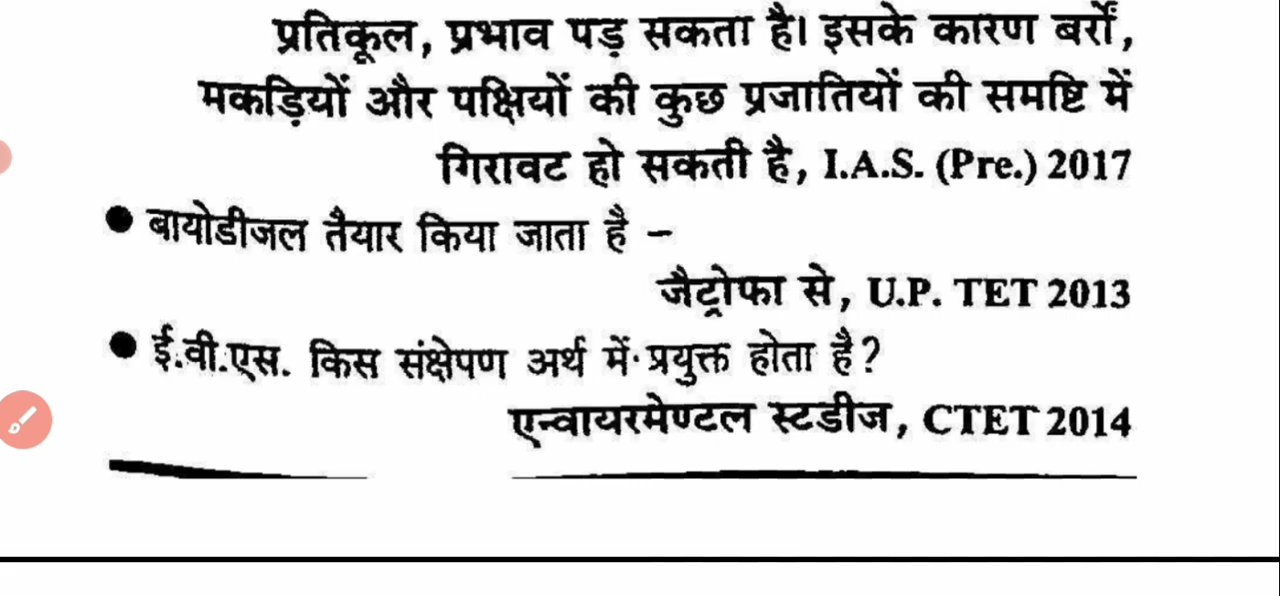 प्रतिकूल, प्रभाव पड़ सकता है। इसके कारण बर्रों,
मकड़ियों और पक्षियों की कुछ प्रजातियों की समष्टि में
गिरावट हो सकती है, I.A.S. (Pre.) 2017
● बायोडीजल तैयार किया जाता है –
जैट्रोफा से, U.P. TET 2013
● ई.वी.एस. किस संक्षेपण अर्थ में प्रयुक्त होता है?
एन्वायरमेण्टल स्टडीज, CTET 2014